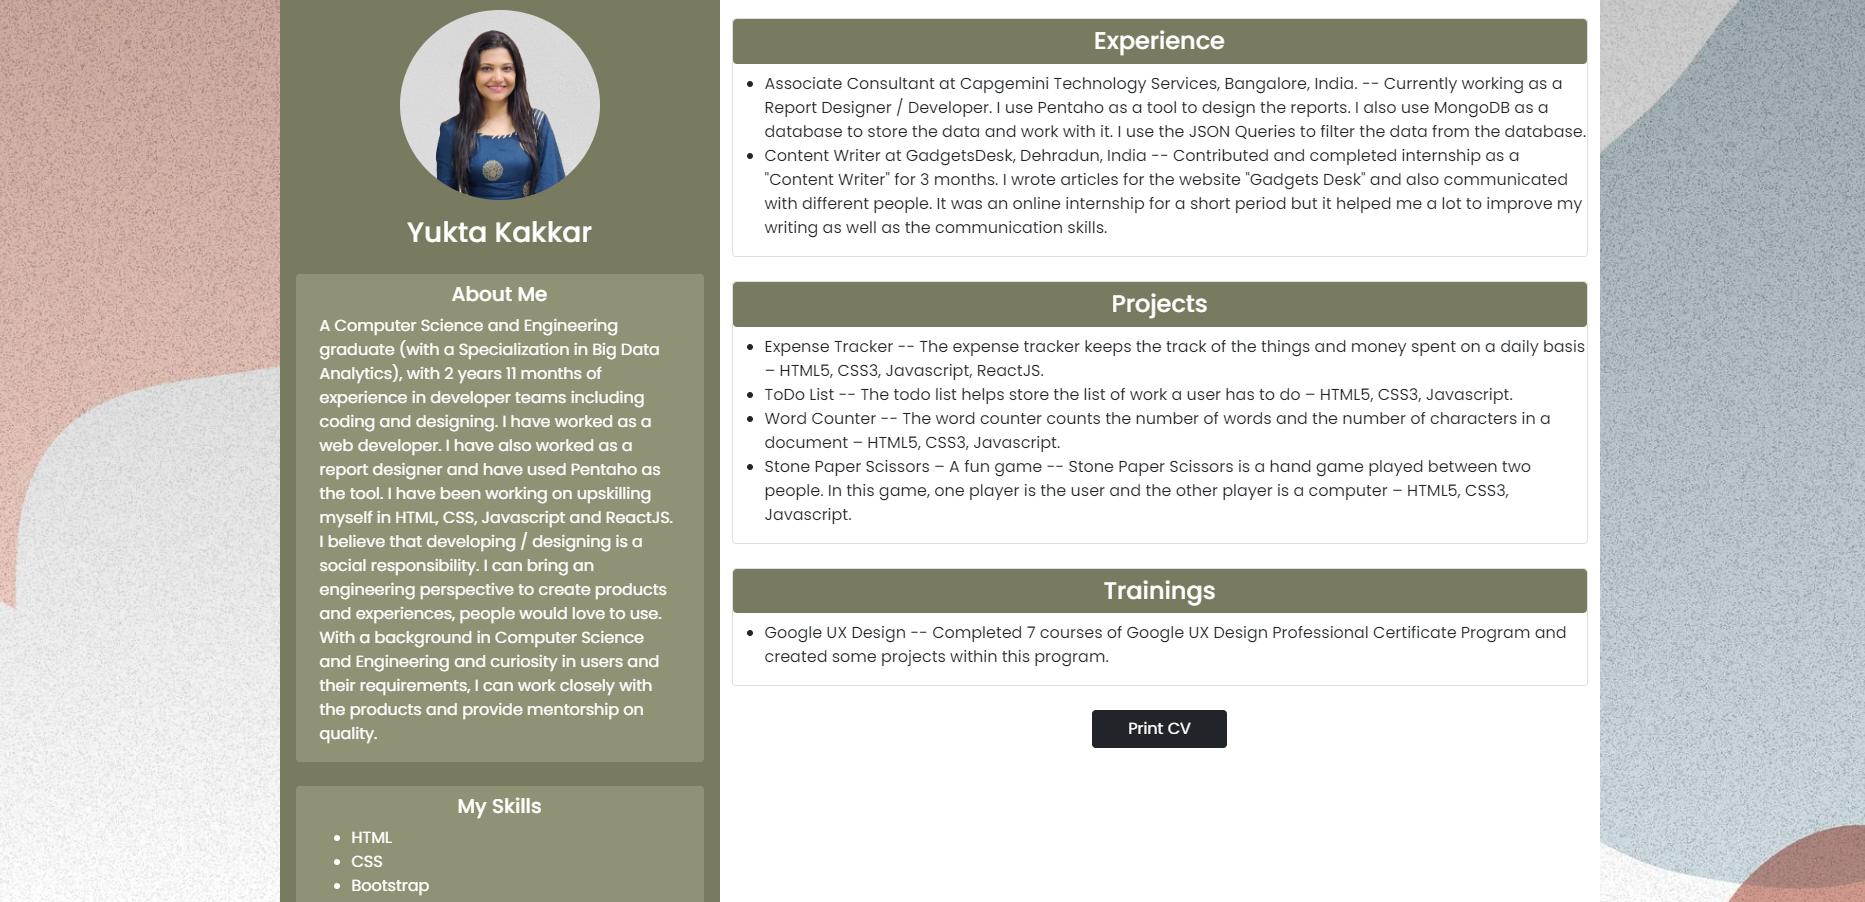 Yukta Kakkar
About Me
A Computer Science and Engineering
graduate (with a Specialization in Big Data
Analytics), with 2 years 11 months of
experience in developer teams including
coding and designing. I have worked as a
web developer. I have also worked as a
report designer and have used Pentaho as
the tool. I have been working on upskilling
myself in HTML, CSS, Javascript and ReactJS.
I believe that developing / designing is a
social responsibility. I can bring an
engineering perspective to create products
and experiences, people would love to use.
With a background in Computer Science
and Engineering and curiosity in users and
their requirements, I can work closely with
the products and provide mentorship on
quality.
My Skills
• HTML
• CSS
• Bootstrap
Experience
• Associate Consultant at Capgemini Technology Services, Bangalore, India. -- Currently working as a
Report Designer / Developer. I use Pentaho as a tool to design the reports. I also use MongoDB as a
database to store the data and work with it. I use the JSON Queries to filter the data from the database.
• Content Writer at GadgetsDesk, Dehradun, India -- Contributed and completed internship as a
"Content Writer" for 3 months. I wrote articles for the website "Gadgets Desk" and also communicated
with different people. It was an online internship for a short period but it helped me a lot to improve my
writing as well as the communication skills.
Projects
• Expense Tracker -- The expense tracker keeps the track of the things and money spent on a daily basis
– HTML5, CSS3, Javascript, ReactJS.
• ToDo List -- The todo list helps store the list of work a user has to do – HTML5, CSS3, Javascript.
• Word Counter -- The word counter counts the number of words and the number of characters in a
document – HTML5, CSS3, Javascript.
• Stone Paper Scissors – A fun game -- Stone Paper Scissors is a hand game played between two
people. In this game, one player is the user and the other player is a computer – HTML5, CSS3,
Javascript.
Trainings
• Google UX Design -- Completed 7 courses of Google UX Design Professional Certificate Program and
created some projects within this program.
Print CV